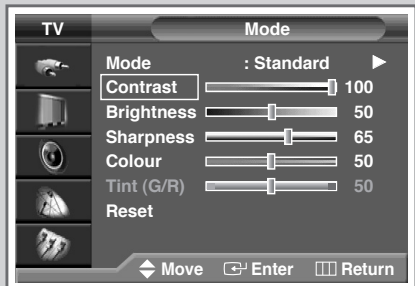 TV Mode
Mode : Standard
Contrast 100
Brightness 50
Sharpness 65
Colour 50
Tint (G/R) 50
Reset
Move Enter Return